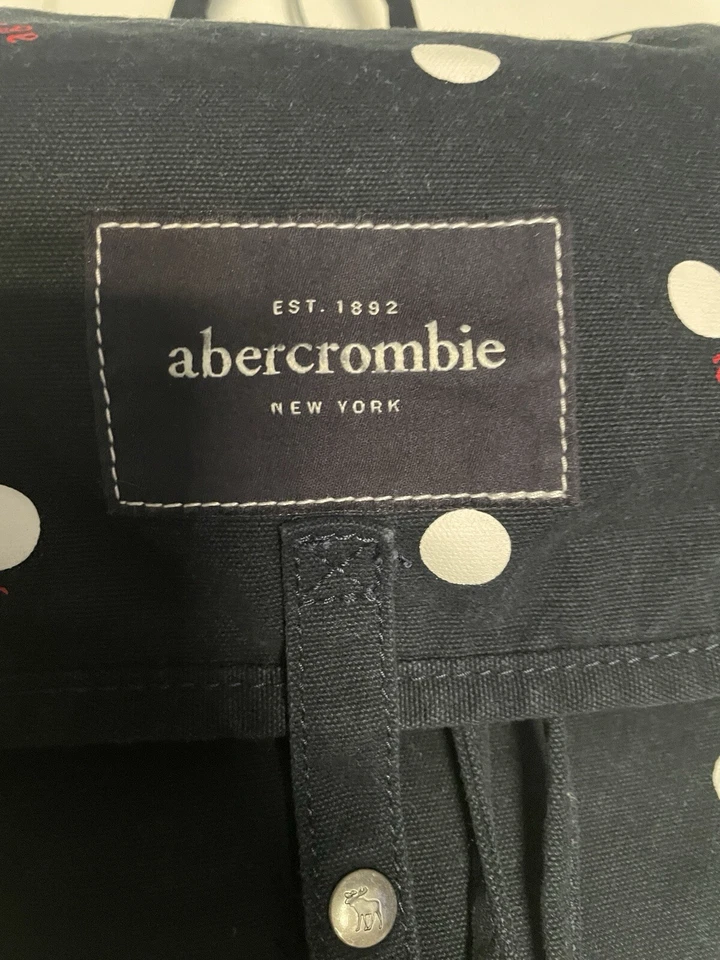 EST. 1892
abercrombie
NEW YORK